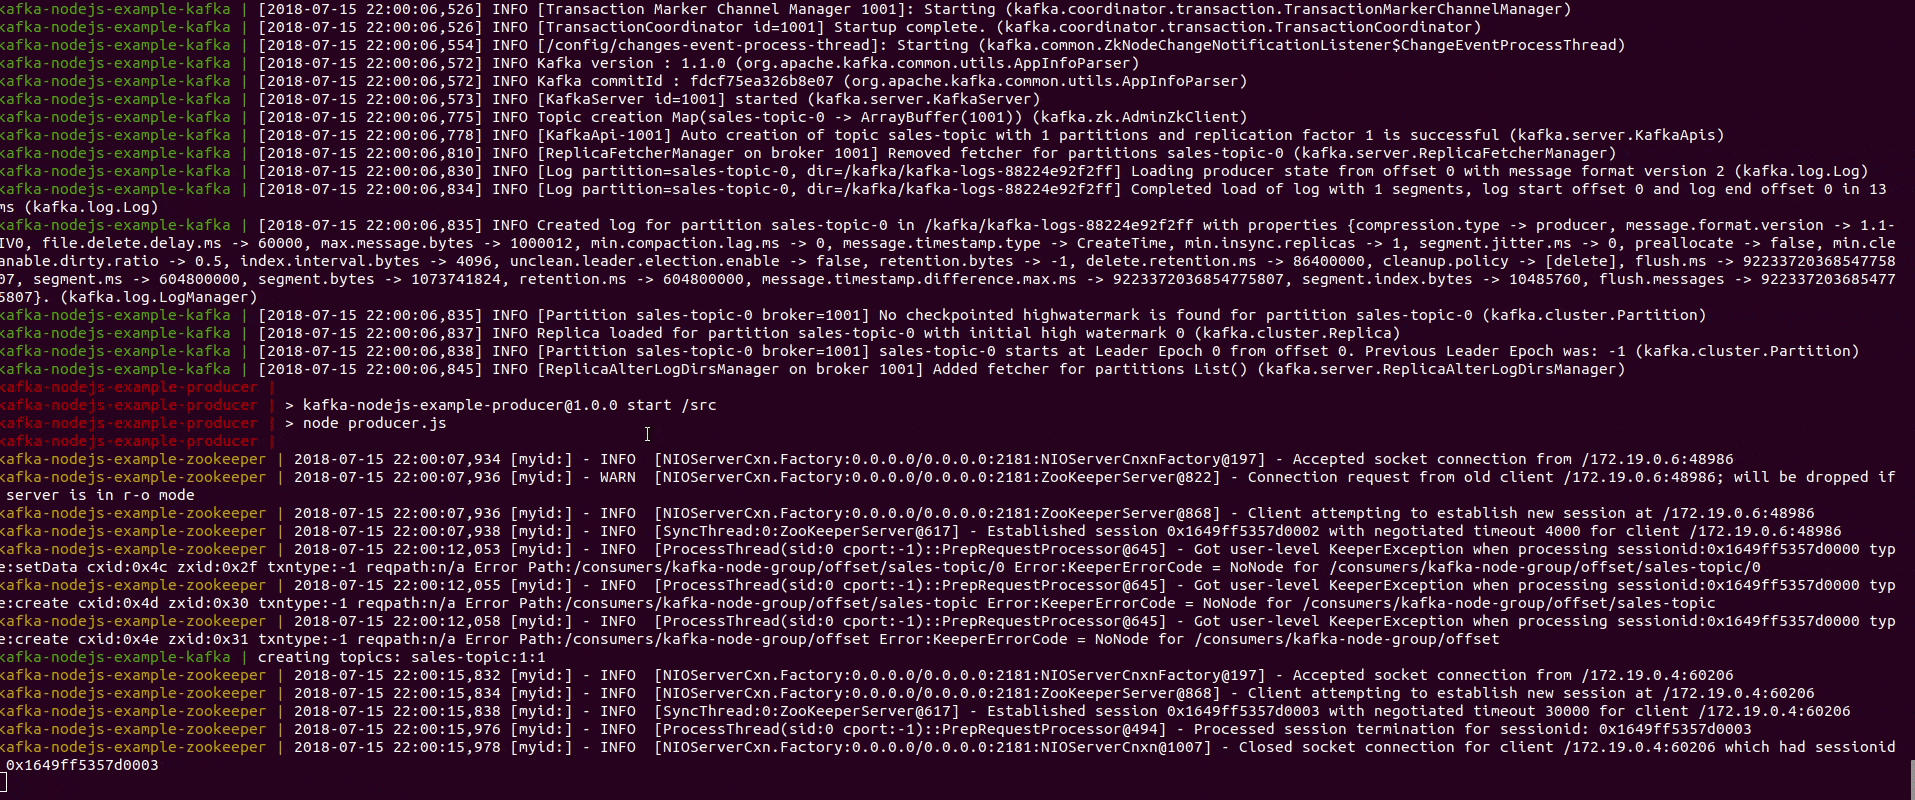 kafka-nodejs-example-kafka | [2018-07-15 22:00:06,526] INFO [Transaction Marker Channel Manager 1001]: Starting (kafka.coordinator.transaction.TransactionMarkerChannelManager)
kafka-nodejs-example-kafka | [2018-07-15 22:00:06,526] INFO [TransactionCoordinator id=1001] Startup complete. (kafka.coordinator.transaction.TransactionCoordinator)
kafka-nodejs-example-kafka | [2018-07-15 22:00:06,554] INFO [/config/changes-event-process-thread]: Starting (kafka.common.ZkNodeChangeNotificationListener$ChangeEventProcessThread)
kafka-nodejs-example-kafka | [2018-07-15 22:00:06,572] INFO Kafka version : 1.1.0 (org.apache.kafka.common.utils.AppInfoParser)
kafka-nodejs-example-kafka | [2018-07-15 22:00:06,572] INFO Kafka commitId : fdcf75ea326b8e07 (org.apache.kafka.common.utils.AppInfoParser)
kafka-nodejs-example-kafka | [2018-07-15 22:00:06,573] INFO [KafkaServer id=1001] started (kafka.server.KafkaServer)
kafka-nodejs-example-kafka | [2018-07-15 22:00:06,775] INFO Topic creation Map(sales-topic-0 -> ArrayBuffer(1001)) (kafka.zk.AdminZkClient)
kafka-nodejs-example-kafka | [2018-07-15 22:00:06,778] INFO [KafkaApi-1001] Auto creation of topic sales-topic with 1 partitions and replication factor 1 is successful (kafka.server.KafkaApis)
kafka-nodejs-example-kafka | [2018-07-15 22:00:06,810] INFO [ReplicaFetcherManager on broker 1001] Removed fetcher for partitions sales-topic-0 (kafka.server.ReplicaFetcherManager)
kafka-nodejs-example-kafka | [2018-07-15 22:00:06,830] INFO [Log partition=sales-topic-0, dir=/kafka/kafka-logs-88224e92f2ff] Loading producer state from offset 0 with message format version 2 (kafka.log.Log)
kafka-nodejs-example-kafka | [2018-07-15 22:00:06,834] INFO [Log partition=sales-topic-0, dir=/kafka/kafka-logs-88224e92f2ff] Completed load of log with 1 segments, log start offset 0 and log end offset 0 in 13
ms (kafka.log.Log)
kafka-nodejs-example-kafka | [2018-07-15 22:00:06,835] INFO Created log for partition sales-topic-0 in /kafka/kafka-logs-88224e92f2ff with properties {compression.type -> producer, message.format.version -> 1.1-
IV0, file.delete.delay.ms -> 60000, max.message.bytes -> 1000012, min.compaction.lag.ms -> 0, message.timestamp.type -> CreateTime, min.insync.replicas -> 1, segment.jitter.ms -> 0, preallocate -> false, min.cle
anable.dirty.ratio -> 0.5, index.interval.bytes -> 4096, unclean.leader.election.enable -> false, retention.bytes -> -1, delete.retention.ms -> 86400000, cleanup.policy -> [delete], flush.ms -> 92233720368547758
07, segment.ms -> 604800000, segment.bytes -> 1073741824, retention.ms -> 604800000, message.timestamp.difference.max.ms -> 9223372036854775807, segment.index.bytes -> 10485760, flush.messages -> 922337203685477
5807}. (kafka.log.LogManager)
kafka-nodejs-example-kafka | [2018-07-15 22:00:06,835] INFO [Partition sales-topic-0 broker=1001] No checkpointed highwatermark is found for partition sales-topic-0 (kafka.cluster.Partition)
kafka-nodejs-example-kafka | [2018-07-15 22:00:06,837] INFO Replica loaded for partition sales-topic-0 with initial high watermark 0 (kafka.cluster.Replica)
kafka-nodejs-example-kafka | [2018-07-15 22:00:06,838] INFO [Partition sales-topic-0 broker=1001] sales-topic-0 starts at Leader Epoch 0 from offset 0. Previous Leader Epoch was: -1 (kafka.cluster.Partition)
kafka-nodejs-example-kafka | [2018-07-15 22:00:06,845] INFO [ReplicaAlterLogDirsManager on broker 1001] Added fetcher for partitions List() (kafka.server.ReplicaAlterLogDirsManager)
kafka-nodejs-example-producer |
kafka-nodejs-example-producer | > kafka-nodejs-example-producer@1.0.0 start /src
kafka-nodejs-example-producer | > node producer.js
kafka-nodejs-example-producer |
kafka-nodejs-example-zookeeper | 2018-07-15 22:00:07,934 [myid:] - INFO  [NIOServerCxn.Factory:0.0.0.0/0.0.0.0:2181:NIOServerCnxnFactory@197] - Accepted socket connection from /172.19.0.6:48986
kafka-nodejs-example-zookeeper | 2018-07-15 22:00:07,936 [myid:] - WARN  [NIOServerCxn.Factory:0.0.0.0/0.0.0.0:2181:ZooKeeperServer@822] - Connection request from old client /172.19.0.6:48986; will be dropped if
server is in r-o mode
kafka-nodejs-example-zookeeper | 2018-07-15 22:00:07,936 [myid:] - INFO  [NIOServerCxn.Factory:0.0.0.0/0.0.0.0:2181:ZooKeeperServer@868] - Client attempting to establish new session at /172.19.0.6:48986
kafka-nodejs-example-zookeeper | 2018-07-15 22:00:07,938 [myid:] - INFO  [SyncThread:0:ZooKeeperServer@617] - Established session 0x1649ff5357d0002 with negotiated timeout 4000 for client /172.19.0.6:48986
kafka-nodejs-example-zookeeper | 2018-07-15 22:00:12,053 [myid:] - INFO  [ProcessThread(sid:0 cport:-1)::PrepRequestProcessor@645] - Got user-level KeeperException when processing sessionid:0x1649ff5357d0000 typ
e:setData cxid:0x4c zxid:0x2f txntype:-1 reqpath:n/a Error Path:/consumers/kafka-node-group/offset/sales-topic/0 Error:KeeperErrorCode = NoNode for /consumers/kafka-node-group/offset/sales-topic/0
kafka-nodejs-example-zookeeper | 2018-07-15 22:00:12,055 [myid:] - INFO  [ProcessThread(sid:0 cport:-1)::PrepRequestProcessor@645] - Got user-level KeeperException when processing sessionid:0x1649ff5357d0000 typ
e:create cxid:0x4d zxid:0x30 txntype:-1 reqpath:n/a Error Path:/consumers/kafka-node-group/offset/sales-topic Error:KeeperErrorCode = NoNode for /consumers/kafka-node-group/offset/sales-topic
kafka-nodejs-example-zookeeper | 2018-07-15 22:00:12,058 [myid:] - INFO  [ProcessThread(sid:0 cport:-1)::PrepRequestProcessor@645] - Got user-level KeeperException when processing sessionid:0x1649ff5357d0000 typ
e:create cxid:0x4e zxid:0x31 txntype:-1 reqpath:n/a Error Path:/consumers/kafka-node-group/offset Error:KeeperErrorCode = NoNode for /consumers/kafka-node-group/offset
kafka-nodejs-example-kafka | creating topics: sales-topic:1:1
kafka-nodejs-example-zookeeper | 2018-07-15 22:00:15,832 [myid:] - INFO  [NIOServerCxn.Factory:0.0.0.0/0.0.0.0:2181:NIOServerCnxnFactory@197] - Accepted socket connection from /172.19.0.4:60206
kafka-nodejs-example-zookeeper | 2018-07-15 22:00:15,834 [myid:] - INFO  [NIOServerCxn.Factory:0.0.0.0/0.0.0.0:2181:ZooKeeperServer@868] - Client attempting to establish new session at /172.19.0.4:60206
kafka-nodejs-example-zookeeper | 2018-07-15 22:00:15,838 [myid:] - INFO  [SyncThread:0:ZooKeeperServer@617] - Established session 0x1649ff5357d0003 with negotiated timeout 30000 for client /172.19.0.4:60206
kafka-nodejs-example-zookeeper | 2018-07-15 22:00:15,976 [myid:] - INFO  [ProcessThread(sid:0 cport:-1)::PrepRequestProcessor@494] - Processed session termination for sessionid: 0x1649ff5357d0003
kafka-nodejs-example-zookeeper | 2018-07-15 22:00:15,978 [myid:] - INFO  [NIOServerCxn.Factory:0.0.0.0/0.0.0.0:2181:NIOServerCnxn@1007] - Closed socket connection for client /172.19.0.4:60206 which had sessionid
0x1649ff5357d0003